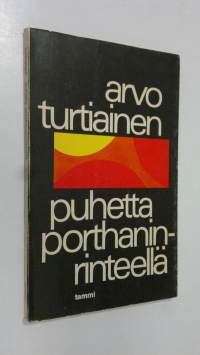 arvo
turtiainen
puhetta
porthanin-
rinteellä
tammi